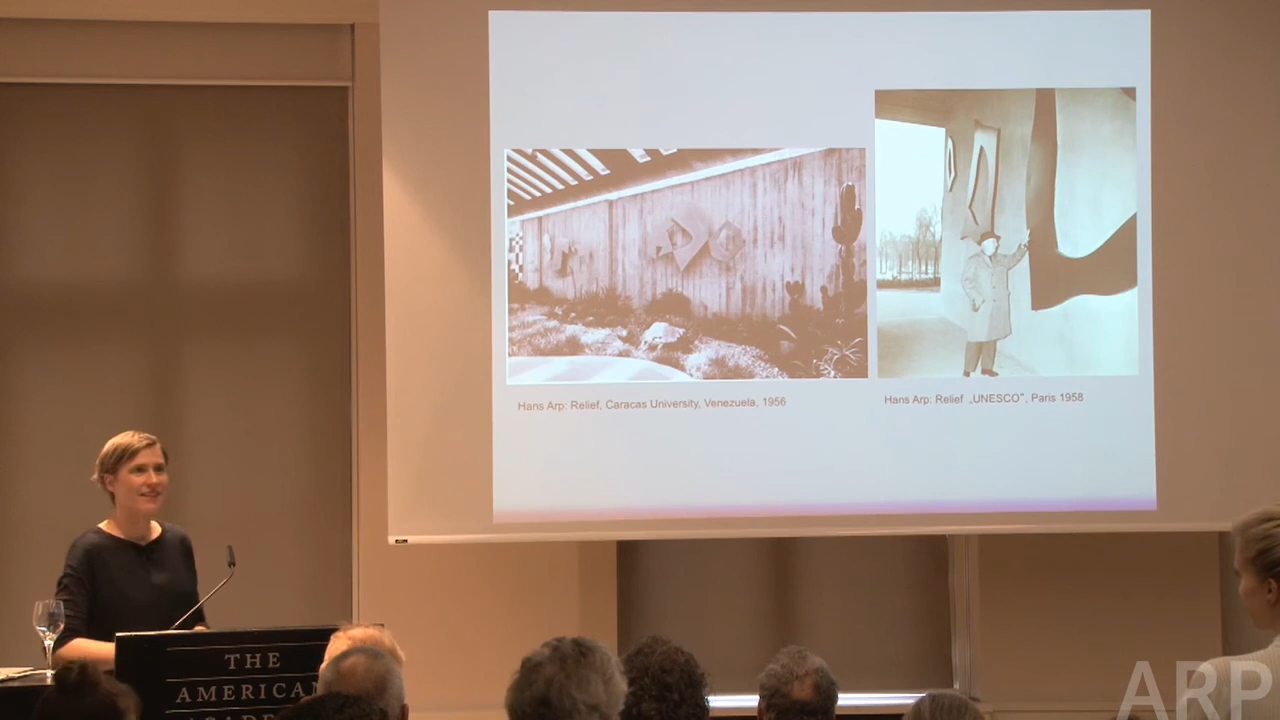 Hans Arp: Relief, Caracas University, Venezuela, 1956
Hans Arp: Relief „UNESCO“, Paris 1958
THE
AMERICAN
ARP